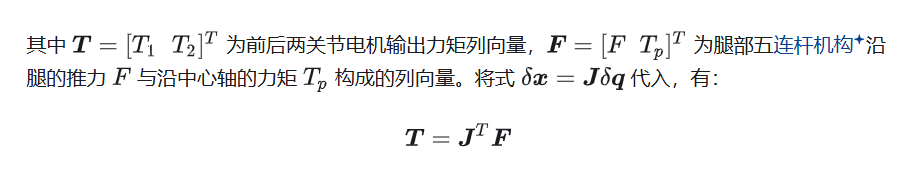 其中 T = [T₁ T₂]ᵀ 为前后两关节电机输出力矩列向量，F = [F Tₚ]ᵀ 为腿部五连杆机构沿
腿的推力 F 与沿中心轴的力矩 Tₚ 构成的列向量。将式 δx = Jδq 代入，有：
T = JᵀF